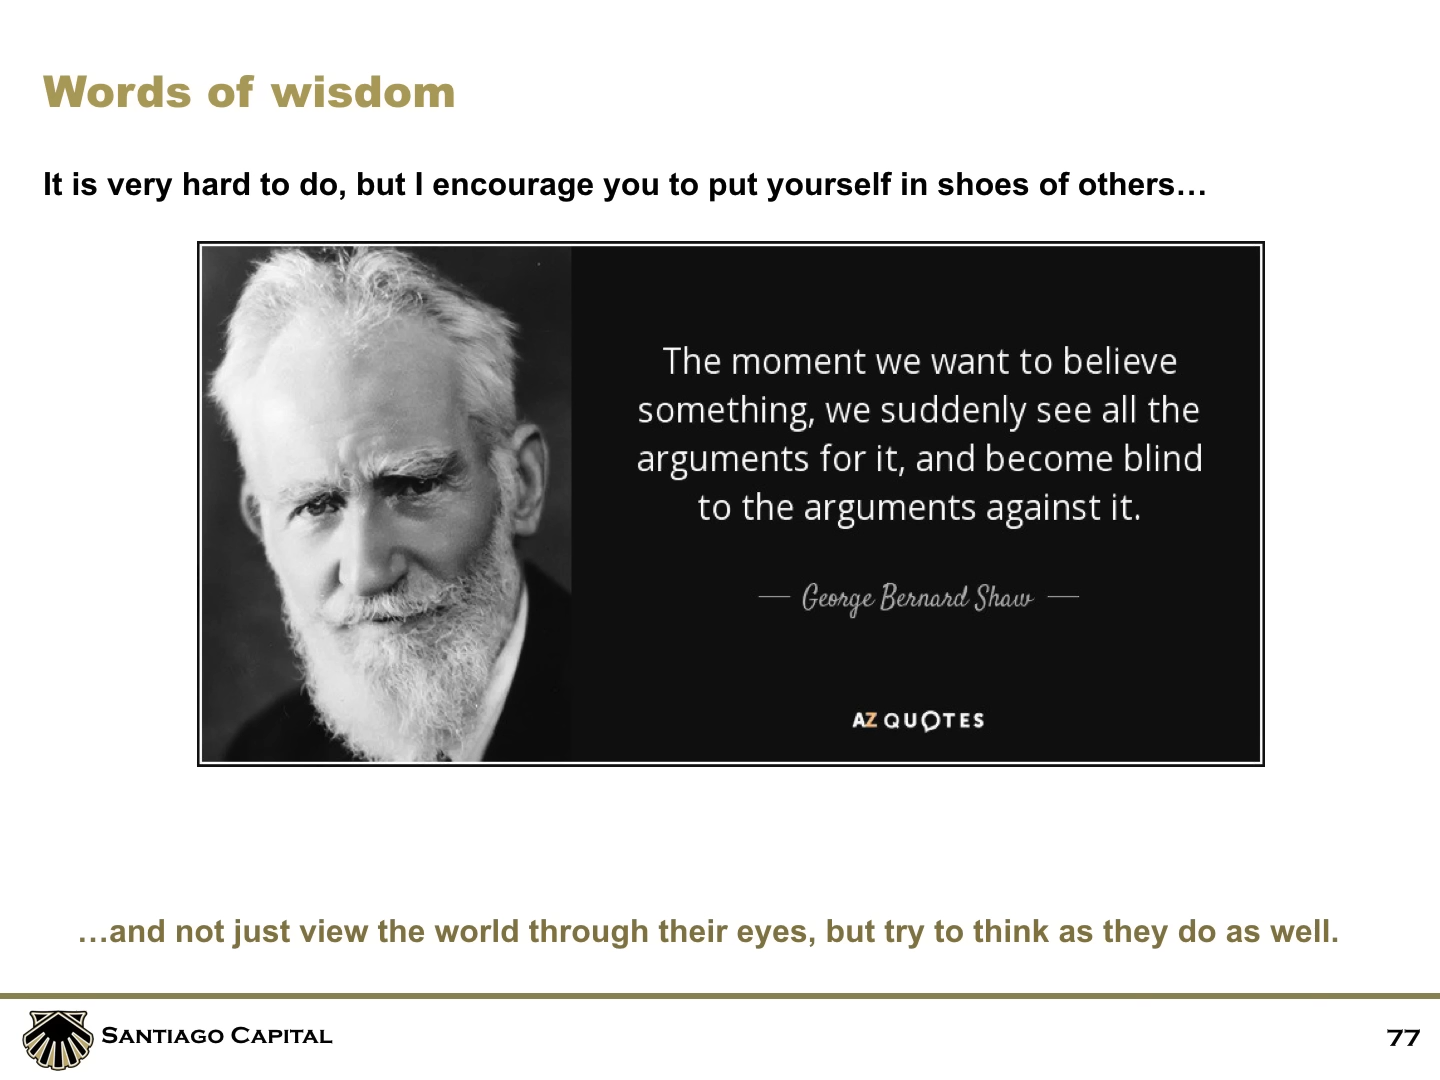 Words of wisdom
It is very hard to do, but I encourage you to put yourself in shoes of others…
The moment we want to believe
something, we suddenly see all the
arguments for it, and become blind
to the arguments against it.
— George Bernard Shaw —
AZ QUOTES
…and not just view the world through their eyes, but try to think as they do as well.
SANTIAGO CAPITAL
77